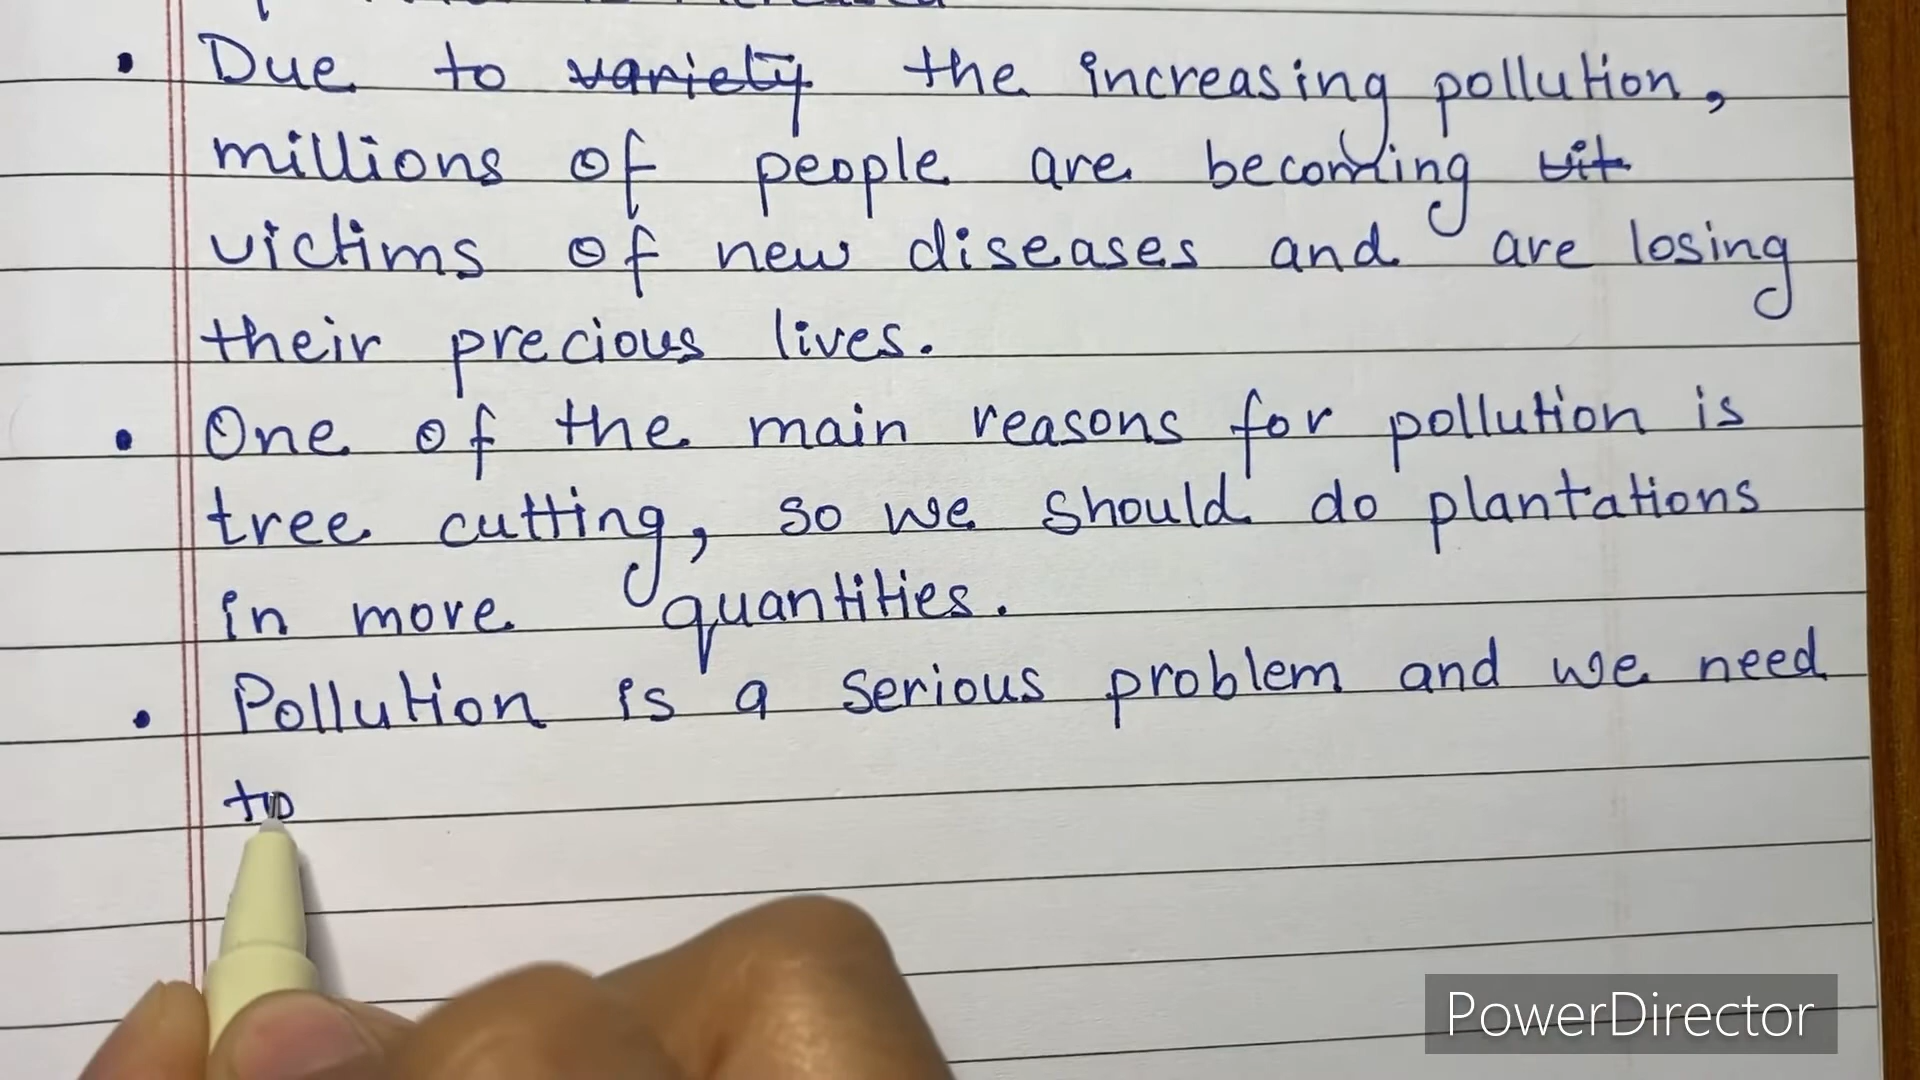 • Due to variety the increasing pollution,
millions of people are becoming vit
victims of new diseases and are losing
their precious lives.
• One of the main reasons for pollution is
tree cutting, so we should do plantations
in more quantities.
• Pollution is a serious problem and we need
to
PowerDirector